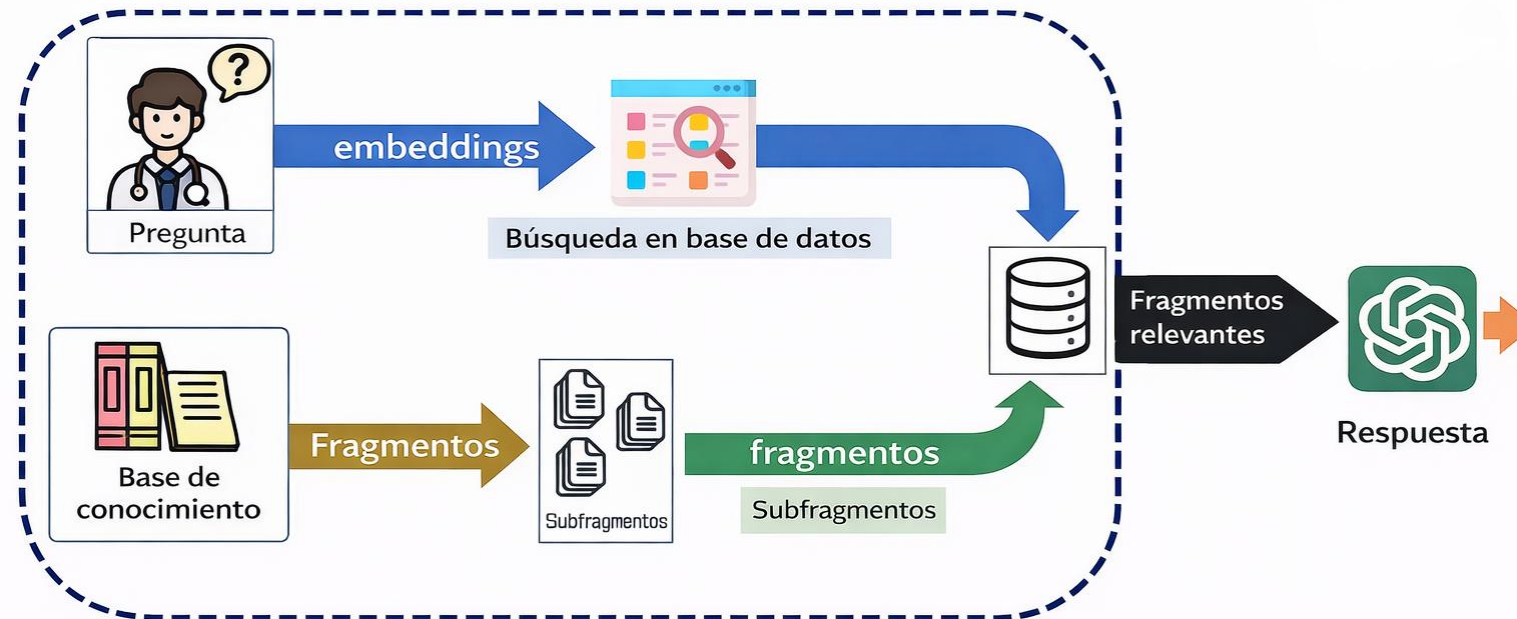 ?
Pregunta
embeddings
Búsqueda en base de datos
Base de
conocimiento
Fragmentos
Subfragmentos
fragmentos
Subfragmentos
Fragmentos
relevantes
Respuesta